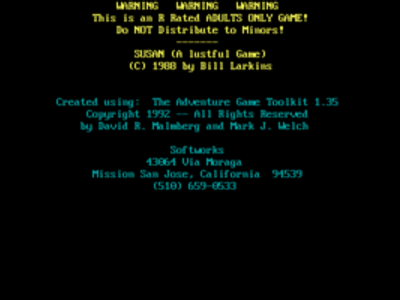 WARNING WARNING WARNING
This is an R Rated ADULTS ONLY GAME!
Do NOT Distribute to Minors!
-------
SUSAN (A lustful Game)
(C) 1988 by Bill Larkins
Created using: The Adventure Game Toolkit 1.35
Copyright 1992 -- All Rights Reserved
by David R. Malmberg and Mark J. Welch
Softworks
43064 Via Moraga
Mission San Jose, California 94539
(510) 659-0533